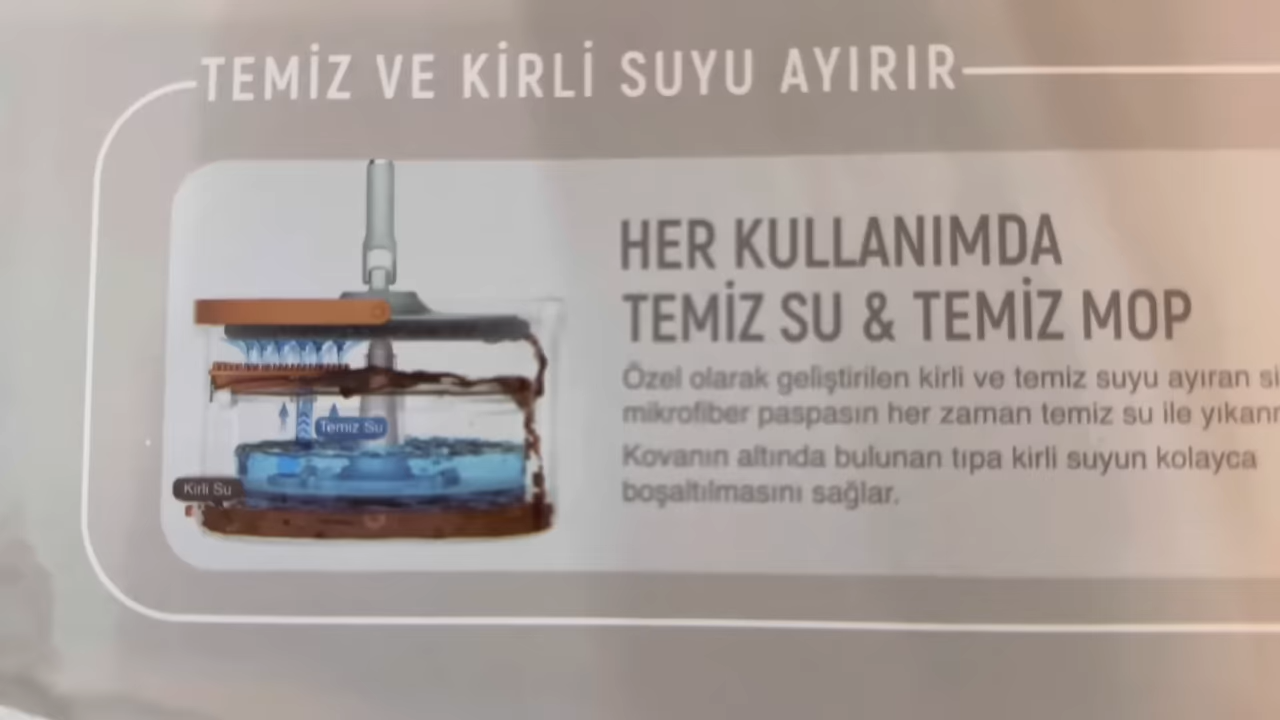 TEMİZ VE KİRLİ SUYU AYIRIR
HER KULLANIMDA
TEMİZ SU & TEMİZ MOP
Özel olarak geliştirilen kirli ve temiz suyu ayıran
mikrofiber paspasın her zaman temiz su ile
Kovanın altında bulunan tıpa kirli suyun kolayca
boşaltılmasını sağlar.
Temiz Su
Kirli Su